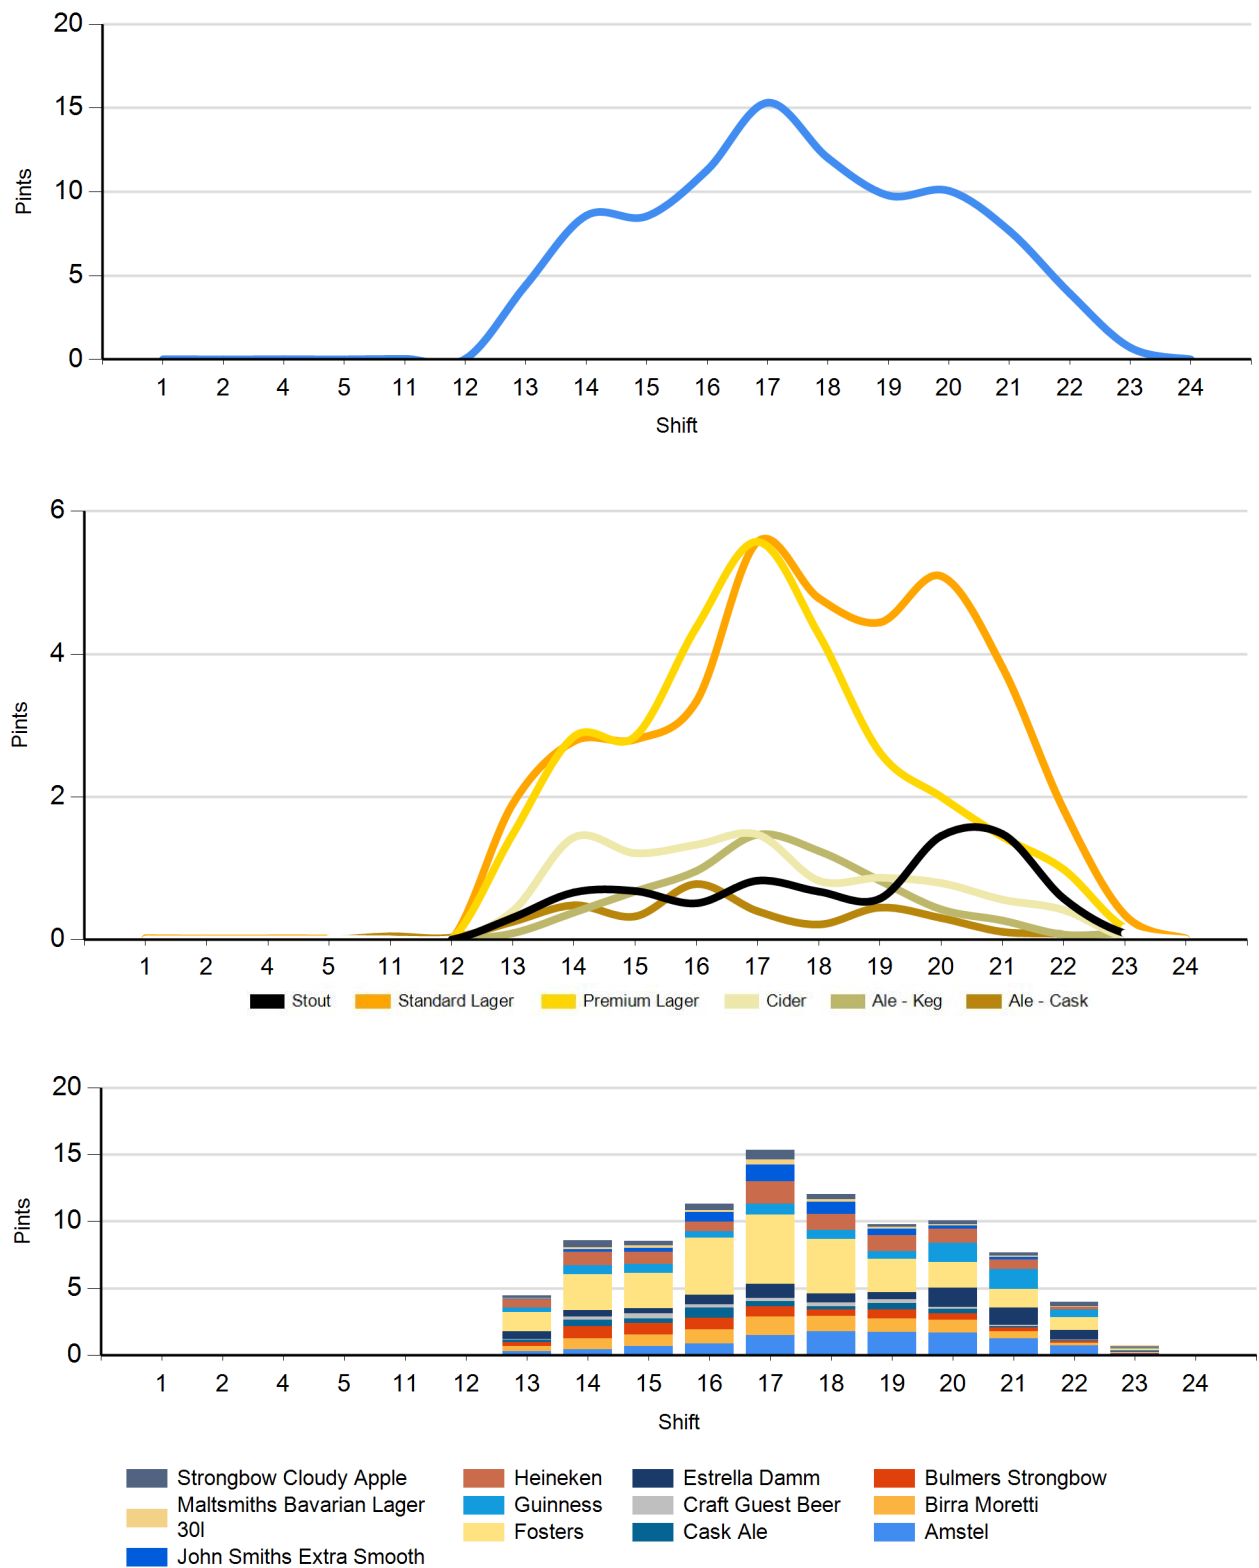 20
15
10
5
0
Pints
1 2 4 5 11 12 13 14 15 16 17 18 19 20 21 22 23 24
Shift
6
4
2
0
Pints
1 2 4 5 11 12 13 14 15 16 17 18 19 20 21 22 23 24
Stout Standard Lager Premium Lager Cider Ale - Keg Ale - Cask
20
15
10
5
0
Pints
1 2 4 5 11 12 13 14 15 16 17 18 19 20 21 22 23 24
Shift
Strongbow Cloudy Apple
Maltsmiths Bavarian Lager
30l
John Smiths Extra Smooth
Heineken
Guinness
Fosters
Estrella Damm
Craft Guest Beer
Cask Ale
Bulmers Strongbow
Birra Moretti
Amstel